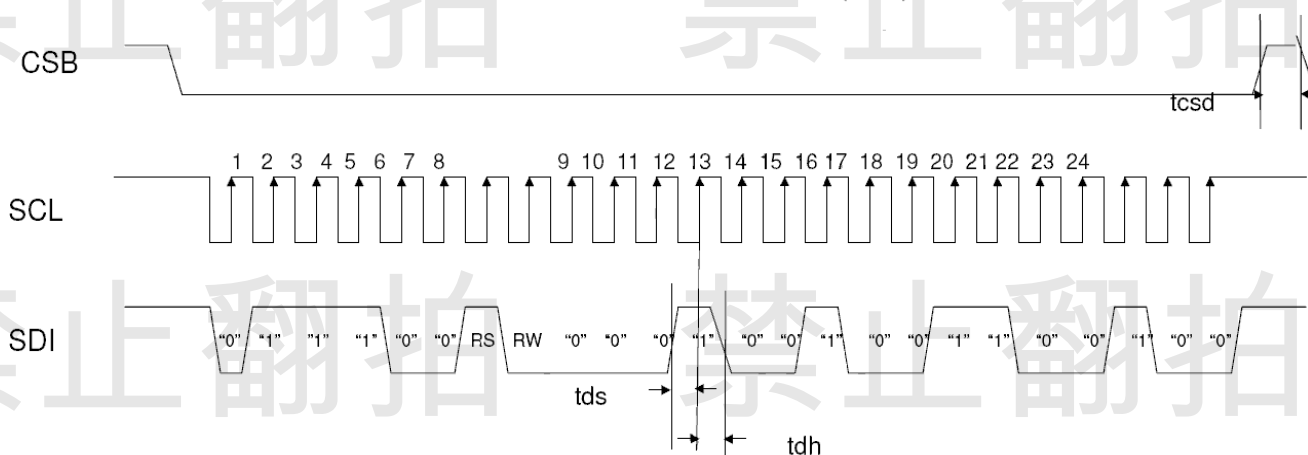 禁止翻拍 禁止翻拍
CSB
tcsd
1 2 3 4 5 6 7 8 9 10 11 12 13 14 15 16 17 18 19 20 21 22 23 24
SCL
禁止翻拍 禁止翻拍
SDI
“0” “1” "1" “1” “0” “0” RS RW “0” “0” “0” “1” “0” “0” “1” “0” “0” “1” “1” “0” “0” “1” “0” “0”
tds
tdh